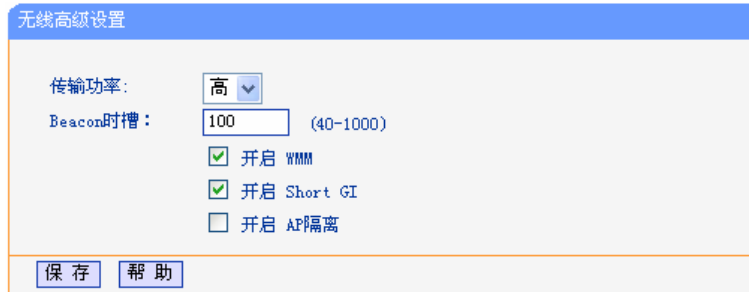 无线高级设置
传输功率: 高
Beacon时槽： 100 (40-1000)
开启 WMM
开启 Short GI
开启 AP隔离
保 存 帮 助